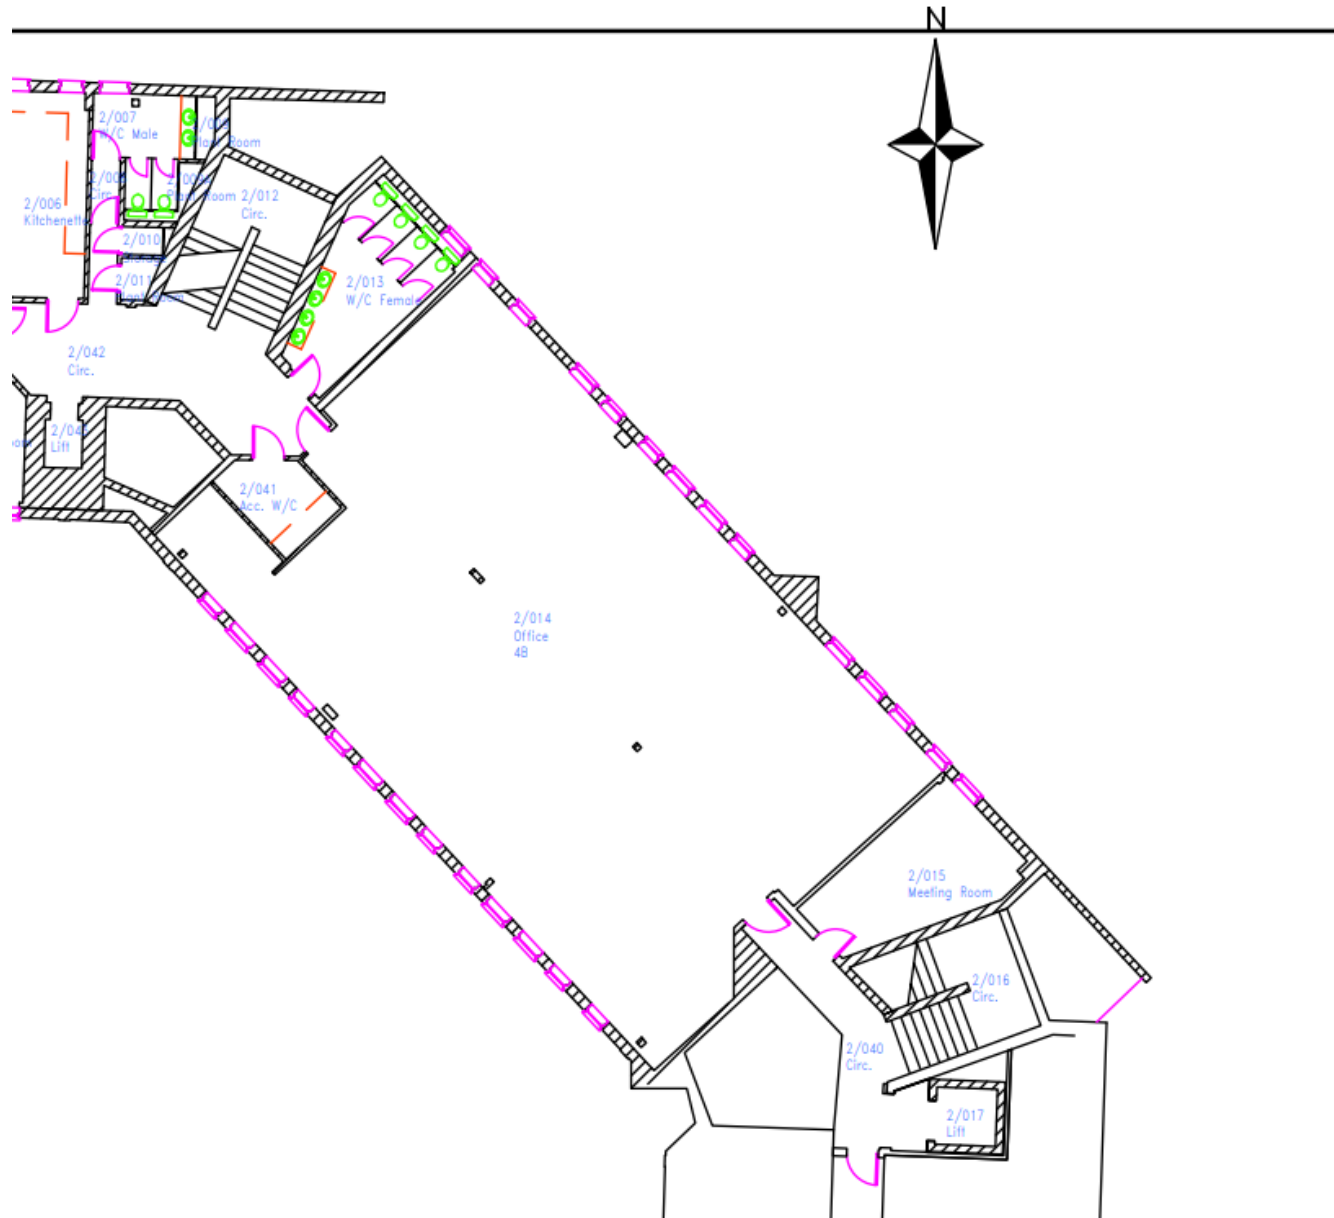 N
2/007
W/C Male
Room
2/012
Circ.
Circ.
2/006
Kitchenette
2/010
2/011
2/013
W/C Female
2/042
Circ.
Lift
2/041
Acc. W/C
2/014
Office
4B
2/015
Meeting Room
2/016
Circ.
2/040
Circ.
2/017
Lift